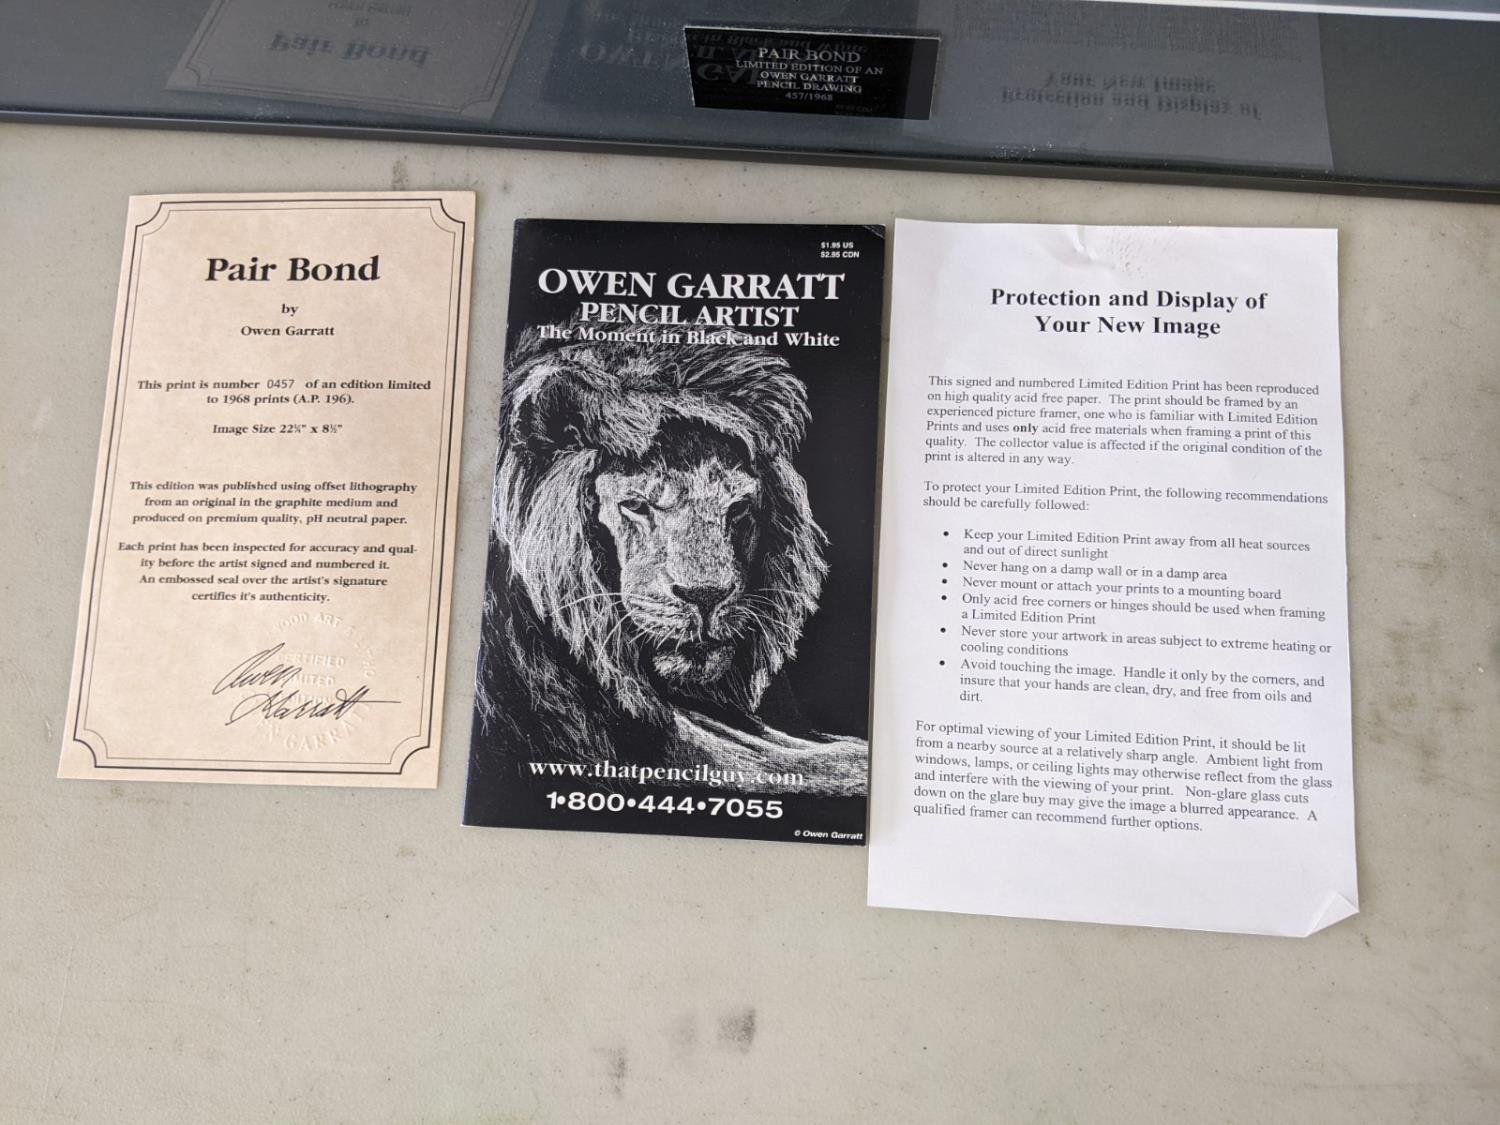 PAIR BOND
LIMITED EDITION OF AN
OWEN GARRATT
PENCIL DRAWING
457/1968
Pair Bond
by
Owen Garratt
This print is number 0457 of an edition limited
to 1968 prints (A.P. 196).
Image Size 22¼" x 8½"
This edition was published using offset lithography
from an original in the graphite medium and
produced on premium quality, pH neutral paper.
Each print has been inspected for accuracy and qual-
ity before the artist signed and numbered it.
An embossed seal over the artist's signature
certifies it's authenticity.
CERTIFIED
LIMITED
Owen
Garratt
$1.95 US
$2.95 CDN
OWEN GARRATT
PENCIL ARTIST
The Moment in Black and White
www.thatpencilguy.com
1•800•444•7055
© Owen Garratt
Protection and Display of
Your New Image
This signed and numbered Limited Edition Print has been reproduced
on high quality acid free paper. The print should be framed by an
experienced picture framer, one who is familiar with Limited Edition
Prints and uses only acid free materials when framing a print of this
quality. The collector value is affected if the original condition of the
print is altered in any way.
To protect your Limited Edition Print, the following recommendations
should be carefully followed:
• Keep your Limited Edition Print away from all heat sources
and out of direct sunlight
• Never hang on a damp wall or in a damp area
• Never mount or attach your prints to a mounting board
• Only acid free corners or hinges should be used when framing
a Limited Edition Print
• Never store your artwork in areas subject to extreme heating or
cooling conditions
• Avoid touching the image. Handle it only by the corners, and
insure that your hands are clean, dry, and free from oils and
dirt.
For optimal viewing of your Limited Edition Print, it should be lit
from a nearby source at a relatively sharp angle. Ambient light from
windows, lamps, or ceiling lights may otherwise reflect from the glass
and interfere with the viewing of your print. Non-glare glass cuts
down on the glare buy may give the image a blurred appearance. A
qualified framer can recommend further options.